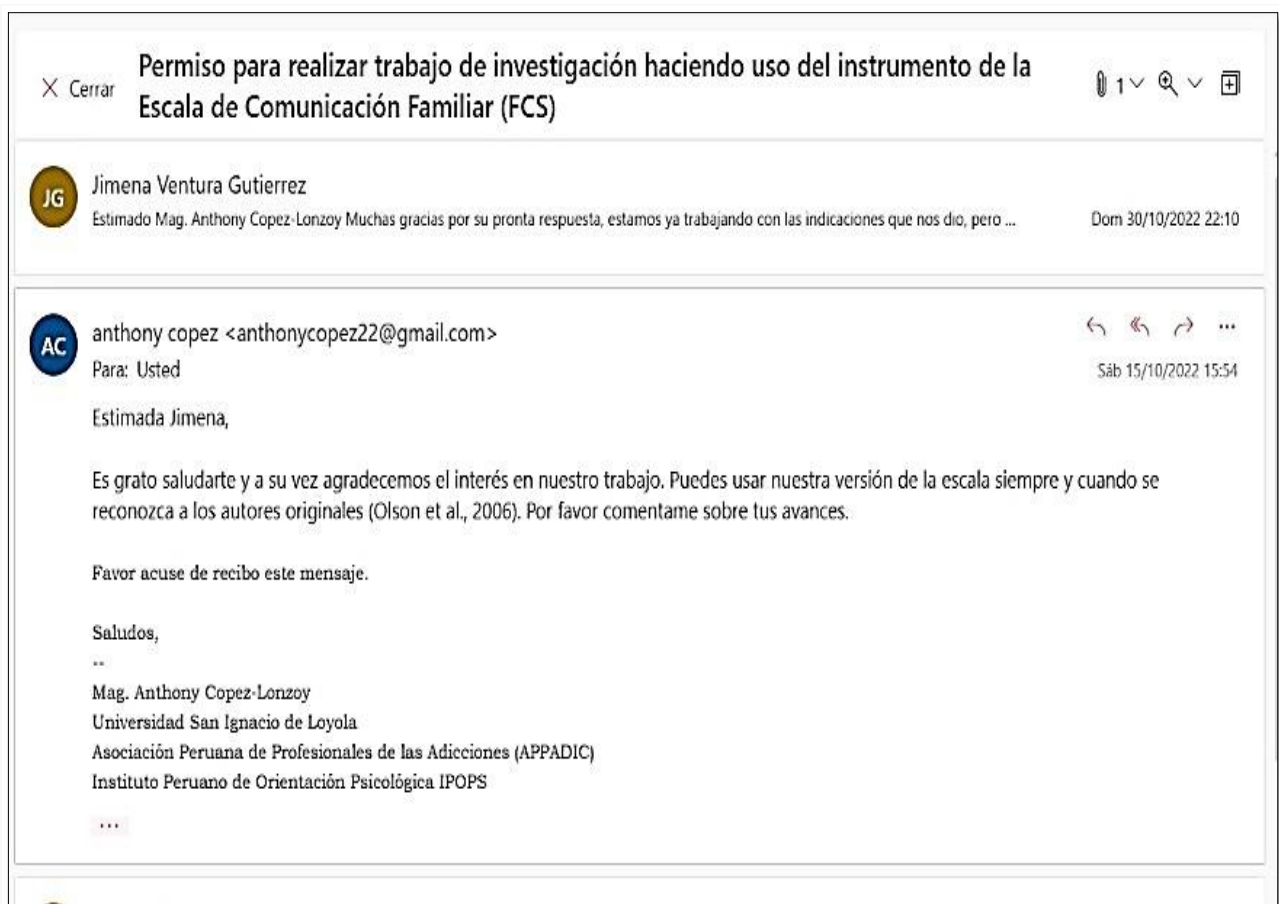 Permiso para realizar trabajo de investigación haciendo uso del instrumento de la
Escala de Comunicación Familiar (FCS)
Cerrar
1
JG
Jimena Ventura Gutierrez
Estimado Mag. Anthony Copez-Lonzoy Muchas gracias por su pronta respuesta, estamos ya trabajando con las indicaciones que nos dio, pero ...
Dom 30/10/2022 22:10
AC
anthony copez <anthonycopez22@gmail.com>
Para: Usted
Sáb 15/10/2022 15:54
Estimada Jimena,
Es grato saludarte y a su vez agradecemos el interés en nuestro trabajo. Puedes usar nuestra versión de la escala siempre y cuando se
reconozca a los autores originales (Olson et al., 2006). Por favor comentame sobre tus avances.
Favor acuse de recibo este mensaje.
Saludos,
--
Mag. Anthony Copez-Lonzoy
Universidad San Ignacio de Loyola
Asociación Peruana de Profesionales de las Adicciones (APPADIC)
Instituto Peruano de Orientación Psicológica IPOPS
...